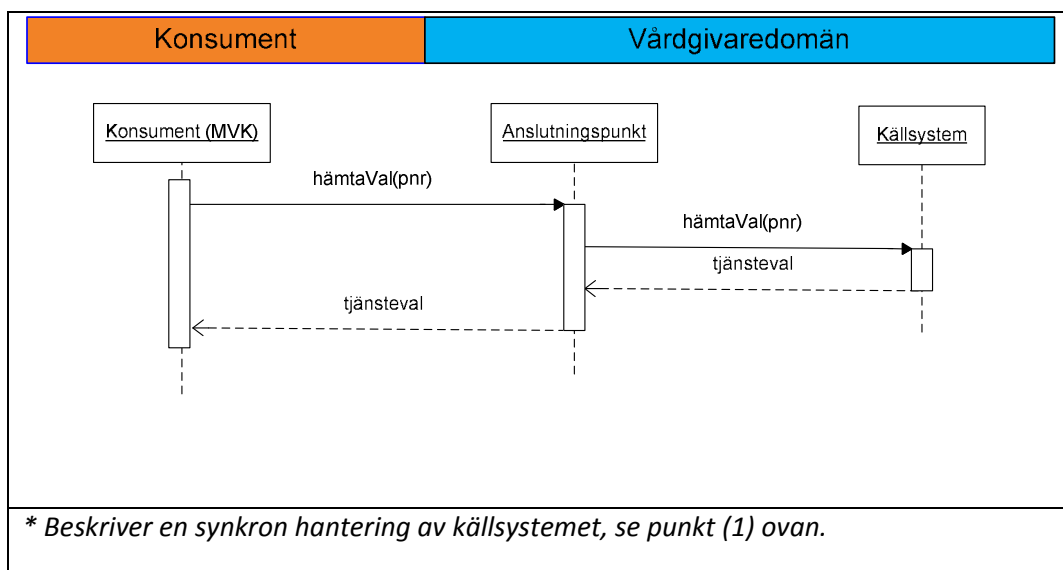 Konsument
Vårdgivaredomän
Konsument (MVK)
Anslutningspunkt
Källsystem
hämtaVal(pnr)
hämtaVal(pnr)
tjänsteval
tjänsteval
* Beskriver en synkron hantering av källsystemet, se punkt (1) ovan.